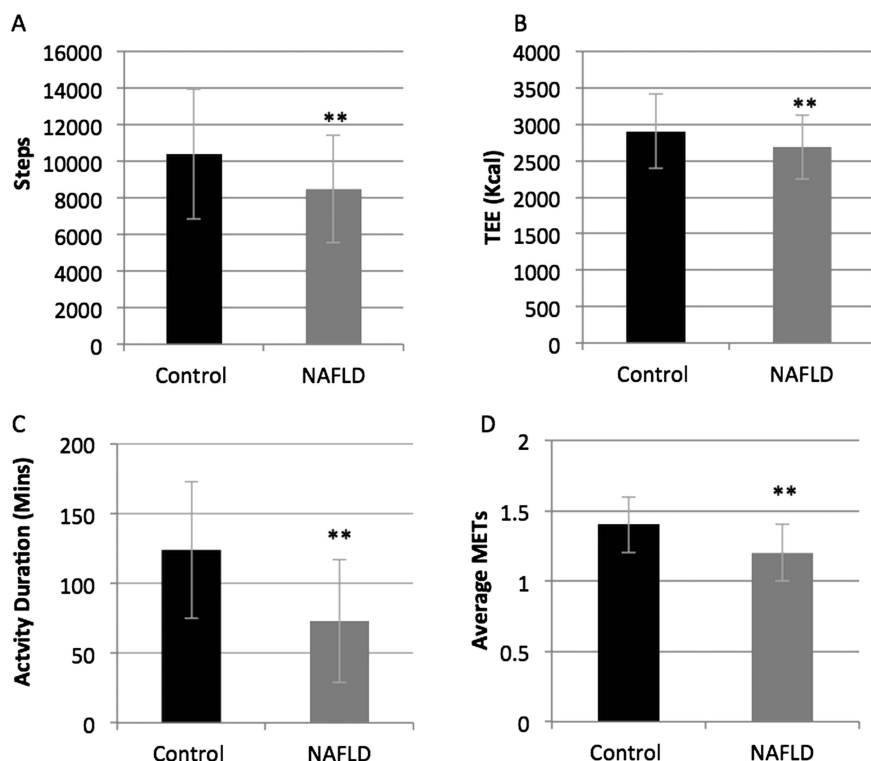 A
16000
14000
12000
10000
8000
6000
4000
2000
0
Steps
**
Control
NAFLD
B
4000
3500
3000
2500
2000
1500
1000
500
0
TEE (Kcal)
**
Control
NAFLD
C
200
150
100
50
0
Actvity Duration (Mins)
**
Control
NAFLD
D
2
1.5
1
0.5
0
Average METs
**
Control
NAFLD